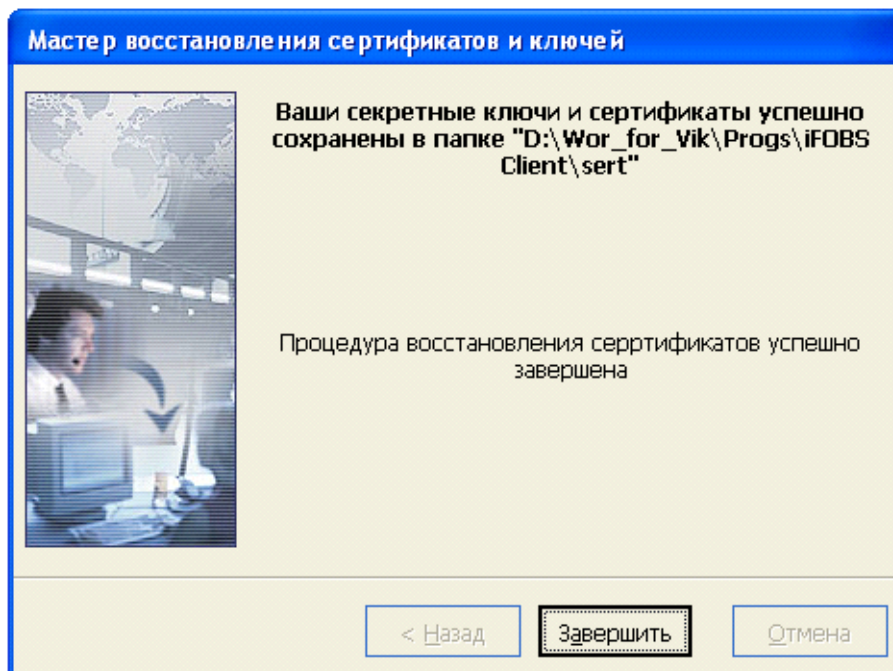 Мастер восстановления сертификатов и ключей
Ваши секретные ключи и сертификаты успешно
сохранены в папке "D:\Wor_for_Vik\Progs\iFOBS
Client\sert"
Процедура восстановления серртификатов успешно
завершена
< Назад
Завершить
Отмена